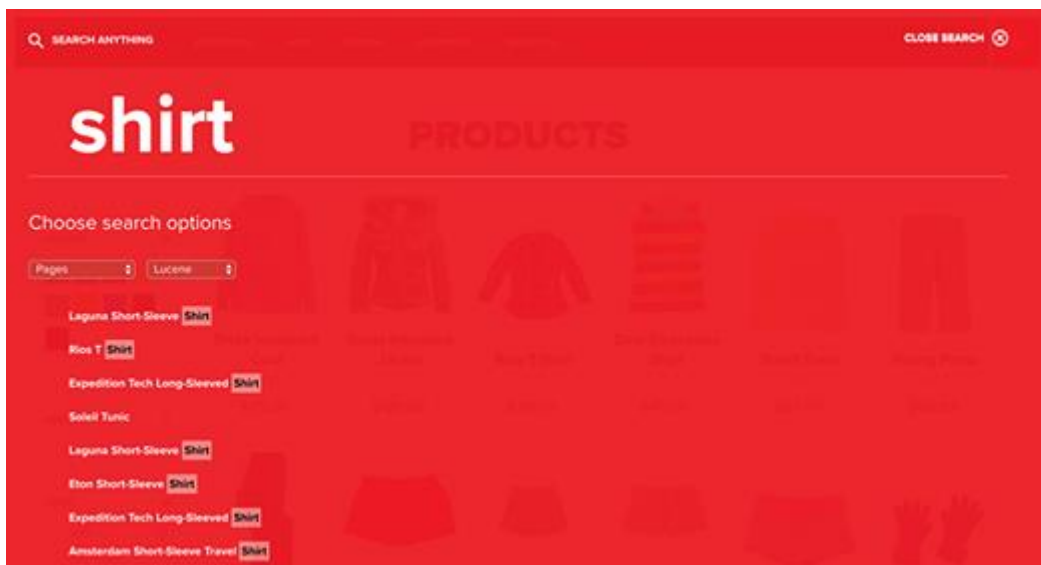 SEARCH ANYTHING
CLOSE SEARCH
shirt
PRODUCTS
Choose search options
Pages
Lucene
Laguna Short-Sleeve Shirt
Rios T Shirt
Expedition Tech Long-Sleeved Shirt
Soleil Tunic
Laguna Short-Sleeve Shirt
Eton Short-Sleeve Shirt
Expedition Tech Long-Sleeved Shirt
Amsterdam Short-Sleeve Travel Shirt